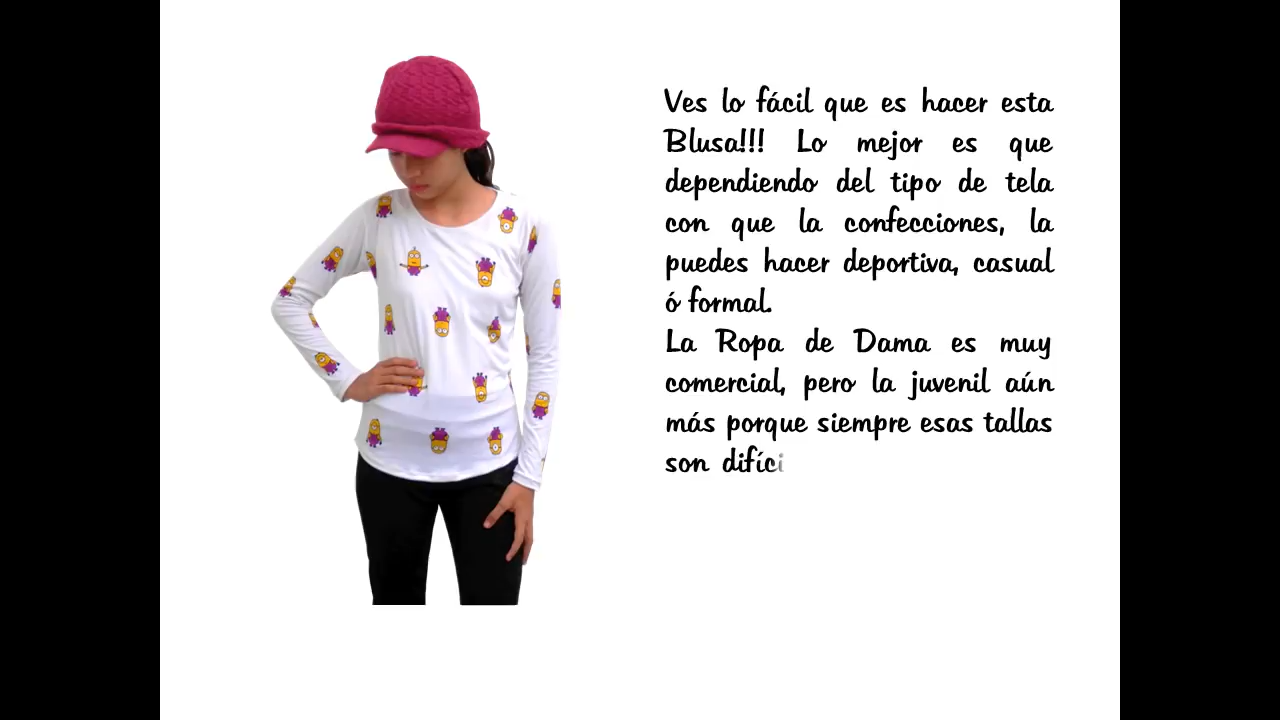 Ves lo fácil que es hacer esta
Blusa!!! Lo mejor es que
dependiendo del tipo de tela
con que la confecciones, la
puedes hacer deportiva, casual
ó formal.
La Ropa de Dama es muy
comercial, pero la juvenil aún
más porque siempre esas tallas
son difíci